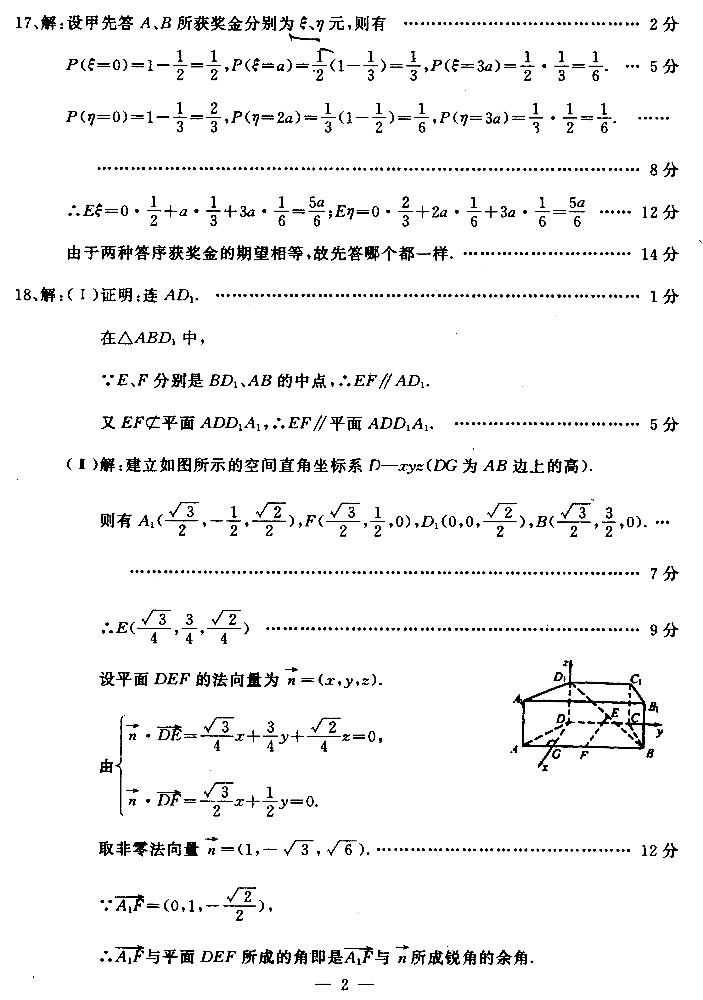 17、解:设甲先答 A、B 所获奖金分别为 ξ、η 元,则有 ………………………………… 2 分
P(ξ=0)=1−1/2=1/2,P(ξ=a)=1/2(1−1/3)=1/3,P(ξ=3a)=1/2·1/3=1/6. … 5 分
P(η=0)=1−1/3=2/3,P(η=2a)=1/3(1−1/2)=1/6,P(η=3a)=1/3·1/2=1/6. ……
………………………………………………………………………… 8 分
∴Eξ=0·1/2+a·1/3+3a·1/6=5a/6;Eη=0·2/3+2a·1/6+3a·1/6=5a/6 …… 12 分
由于两种答序获奖金的期望相等,故先答哪个都一样. ………………………… 14 分
18、解:(Ⅰ)证明:连 AD₁. ………………………………………………………… 1 分
在△ABD₁ 中,
∵E、F 分别是 BD₁、AB 的中点,∴EF∥AD₁.
又 EF⊄平面 ADD₁A₁,∴EF∥平面 ADD₁A₁. ………………………… 5 分
(Ⅱ)解:建立如图所示的空间直角坐标系 D—xyz(DG 为 AB 边上的高).
则有 A₁(√3/2,−1/2,√2/2),F(√3/2,1/2,0),D₁(0,0,√2/2),B(√3/2,3/2,0). …
……………………………………………………………………… 7 分
∴E(√3/4,3/4,√2/4) …………………………………………………… 9 分
设平面 DEF 的法向量为 n⃗=(x,y,z).
由{n⃗·DE⃗=√3/4x+3/4y+√2/4z=0,
n⃗·DF⃗=√3/2x+1/2y=0.
z
D₁
C₁
A₁
B₁
D
E
C
y
A
G
F
B
x
取非零法向量 n⃗=(1,−√3,√6). …………………………………… 12 分
∵A₁F⃗=(0,1,−√2/2),
∴A₁F⃗与平面 DEF 所成的角即是A₁F⃗与 n⃗所成锐角的余角.
— 2 —